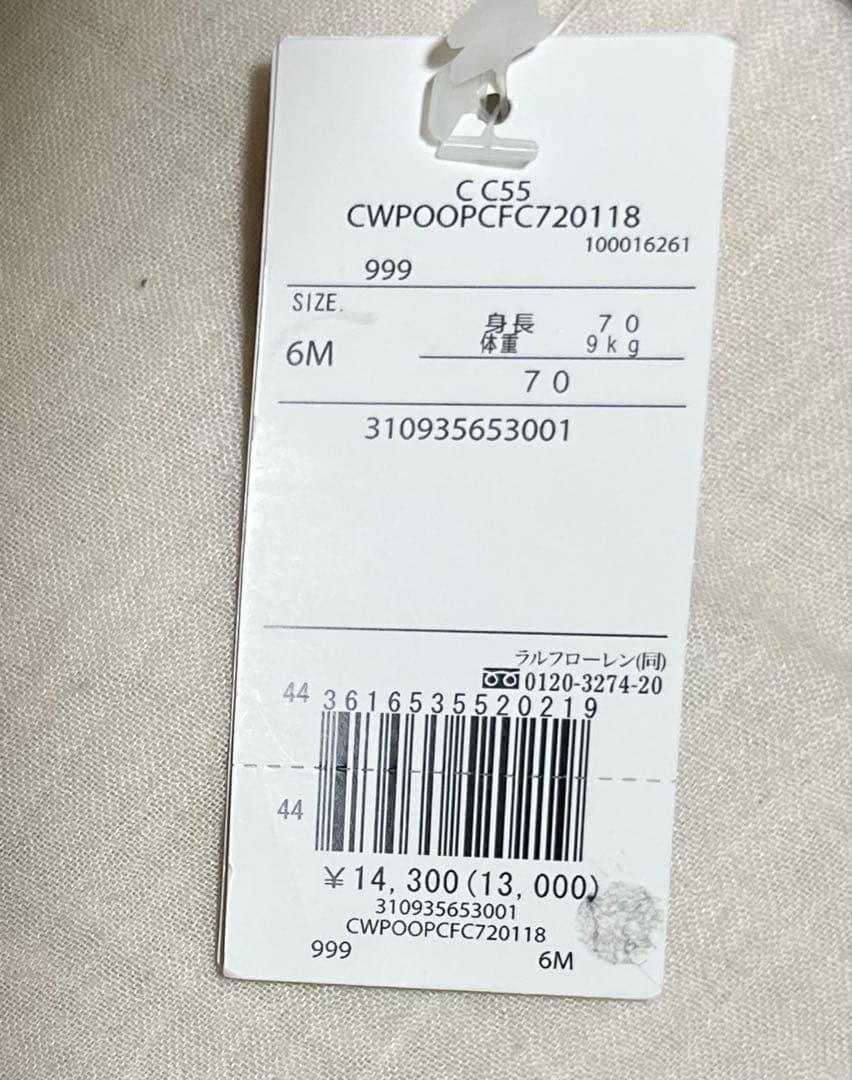 C C55
CWPOOPCFC720118
100016261
999
SIZE.
6M
身長 70
体重 9kg
70
310935653001
ラルフローレン(同)
0120-3274-20
44 3616535520219
44
¥14,300(13,000)
310935653001
CWPOOPCFC720118
999 6M